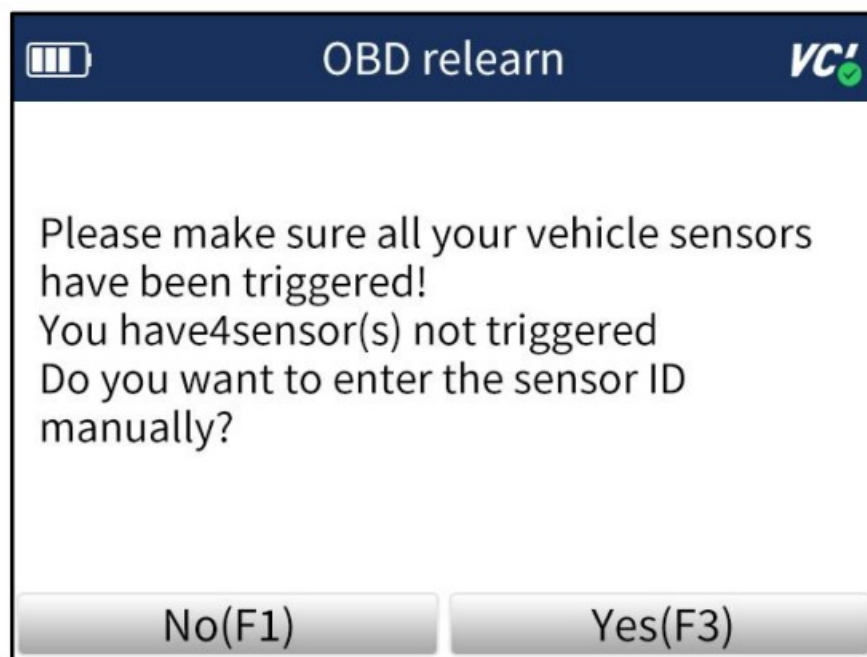 OBD relearn
VCI
Please make sure all your vehicle sensors
have been triggered!
You have4sensor(s) not triggered
Do you want to enter the sensor ID
manually?
No(F1)
Yes(F3)